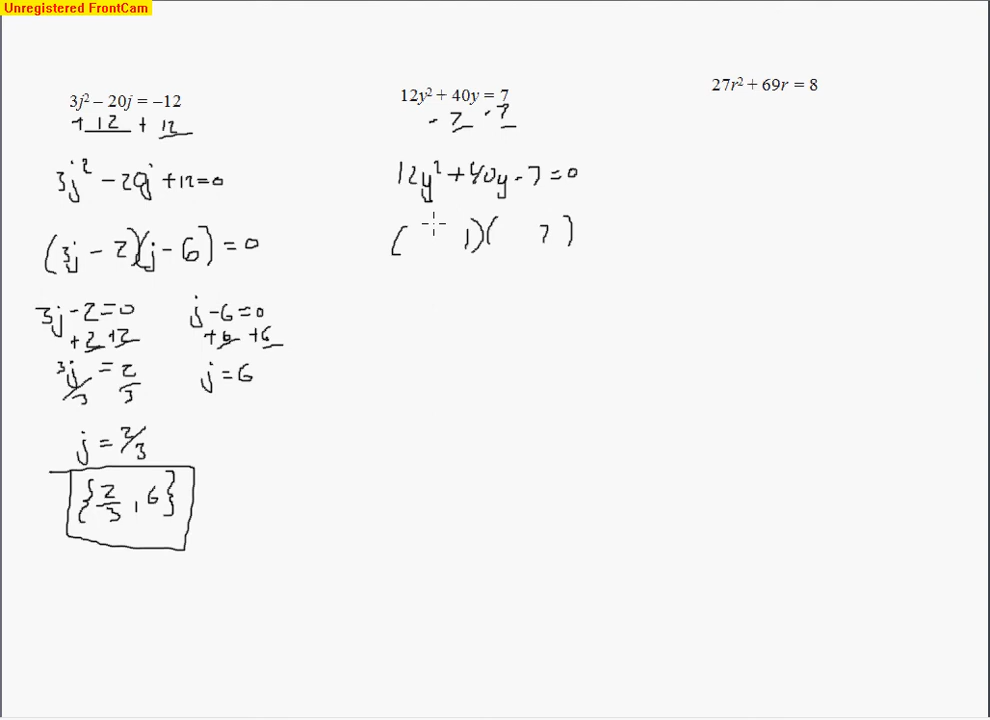 Unregistered FrontCam
3j² – 20j = –12
+ 12 + 12
3j² - 20j + 12 = 0
(3j - 2)(j - 6) = 0
3j - 2 = 0
+ 2 + 2
3j/3 = 2/3
j = 2/3
j - 6 = 0
+ 6 + 6
j = 6
{2/3, 6}
12y² + 40y = 7
- 7 - 7
12y² + 40y - 7 = 0
( 1)( 7)
27r² + 69r = 8